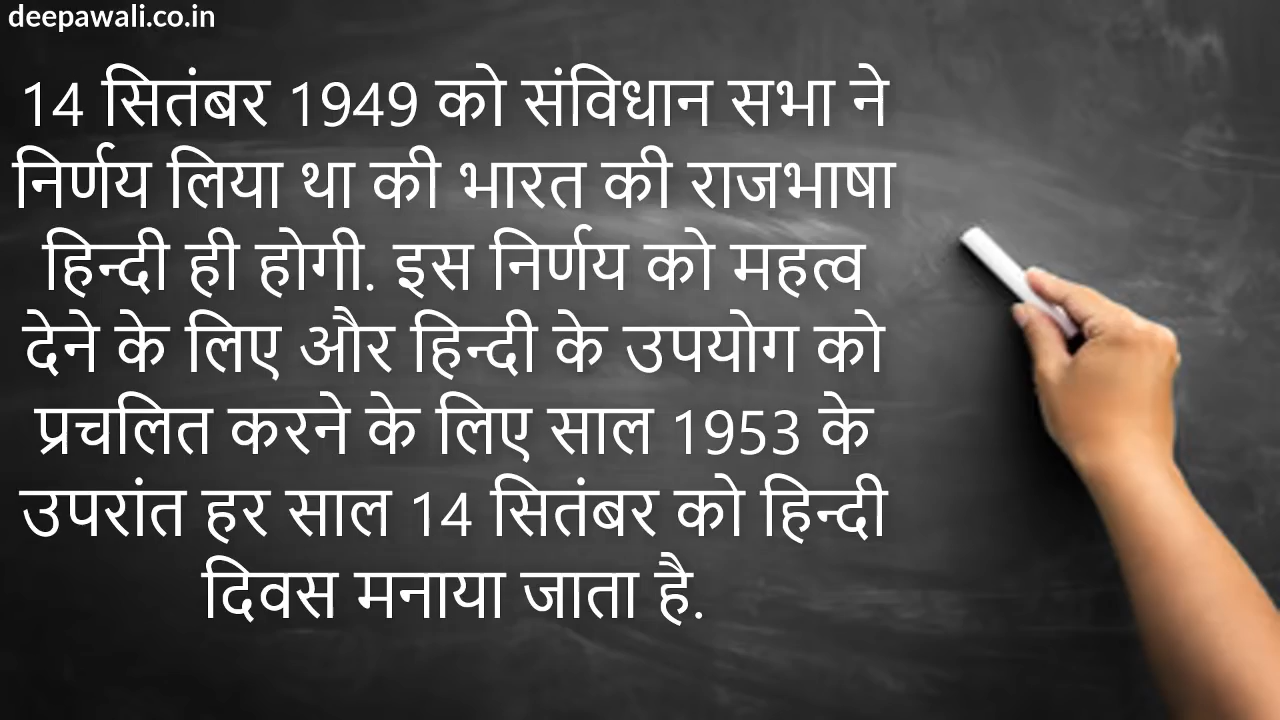 deepawali.co.in
14 सितंबर 1949 को संविधान सभा ने
निर्णय लिया था की भारत की राजभाषा
हिन्दी ही होगी. इस निर्णय को महत्व
देने के लिए और हिन्दी के उपयोग को
प्रचलित करने के लिए साल 1953 के
उपरांत हर साल 14 सितंबर को हिन्दी
दिवस मनाया जाता है.